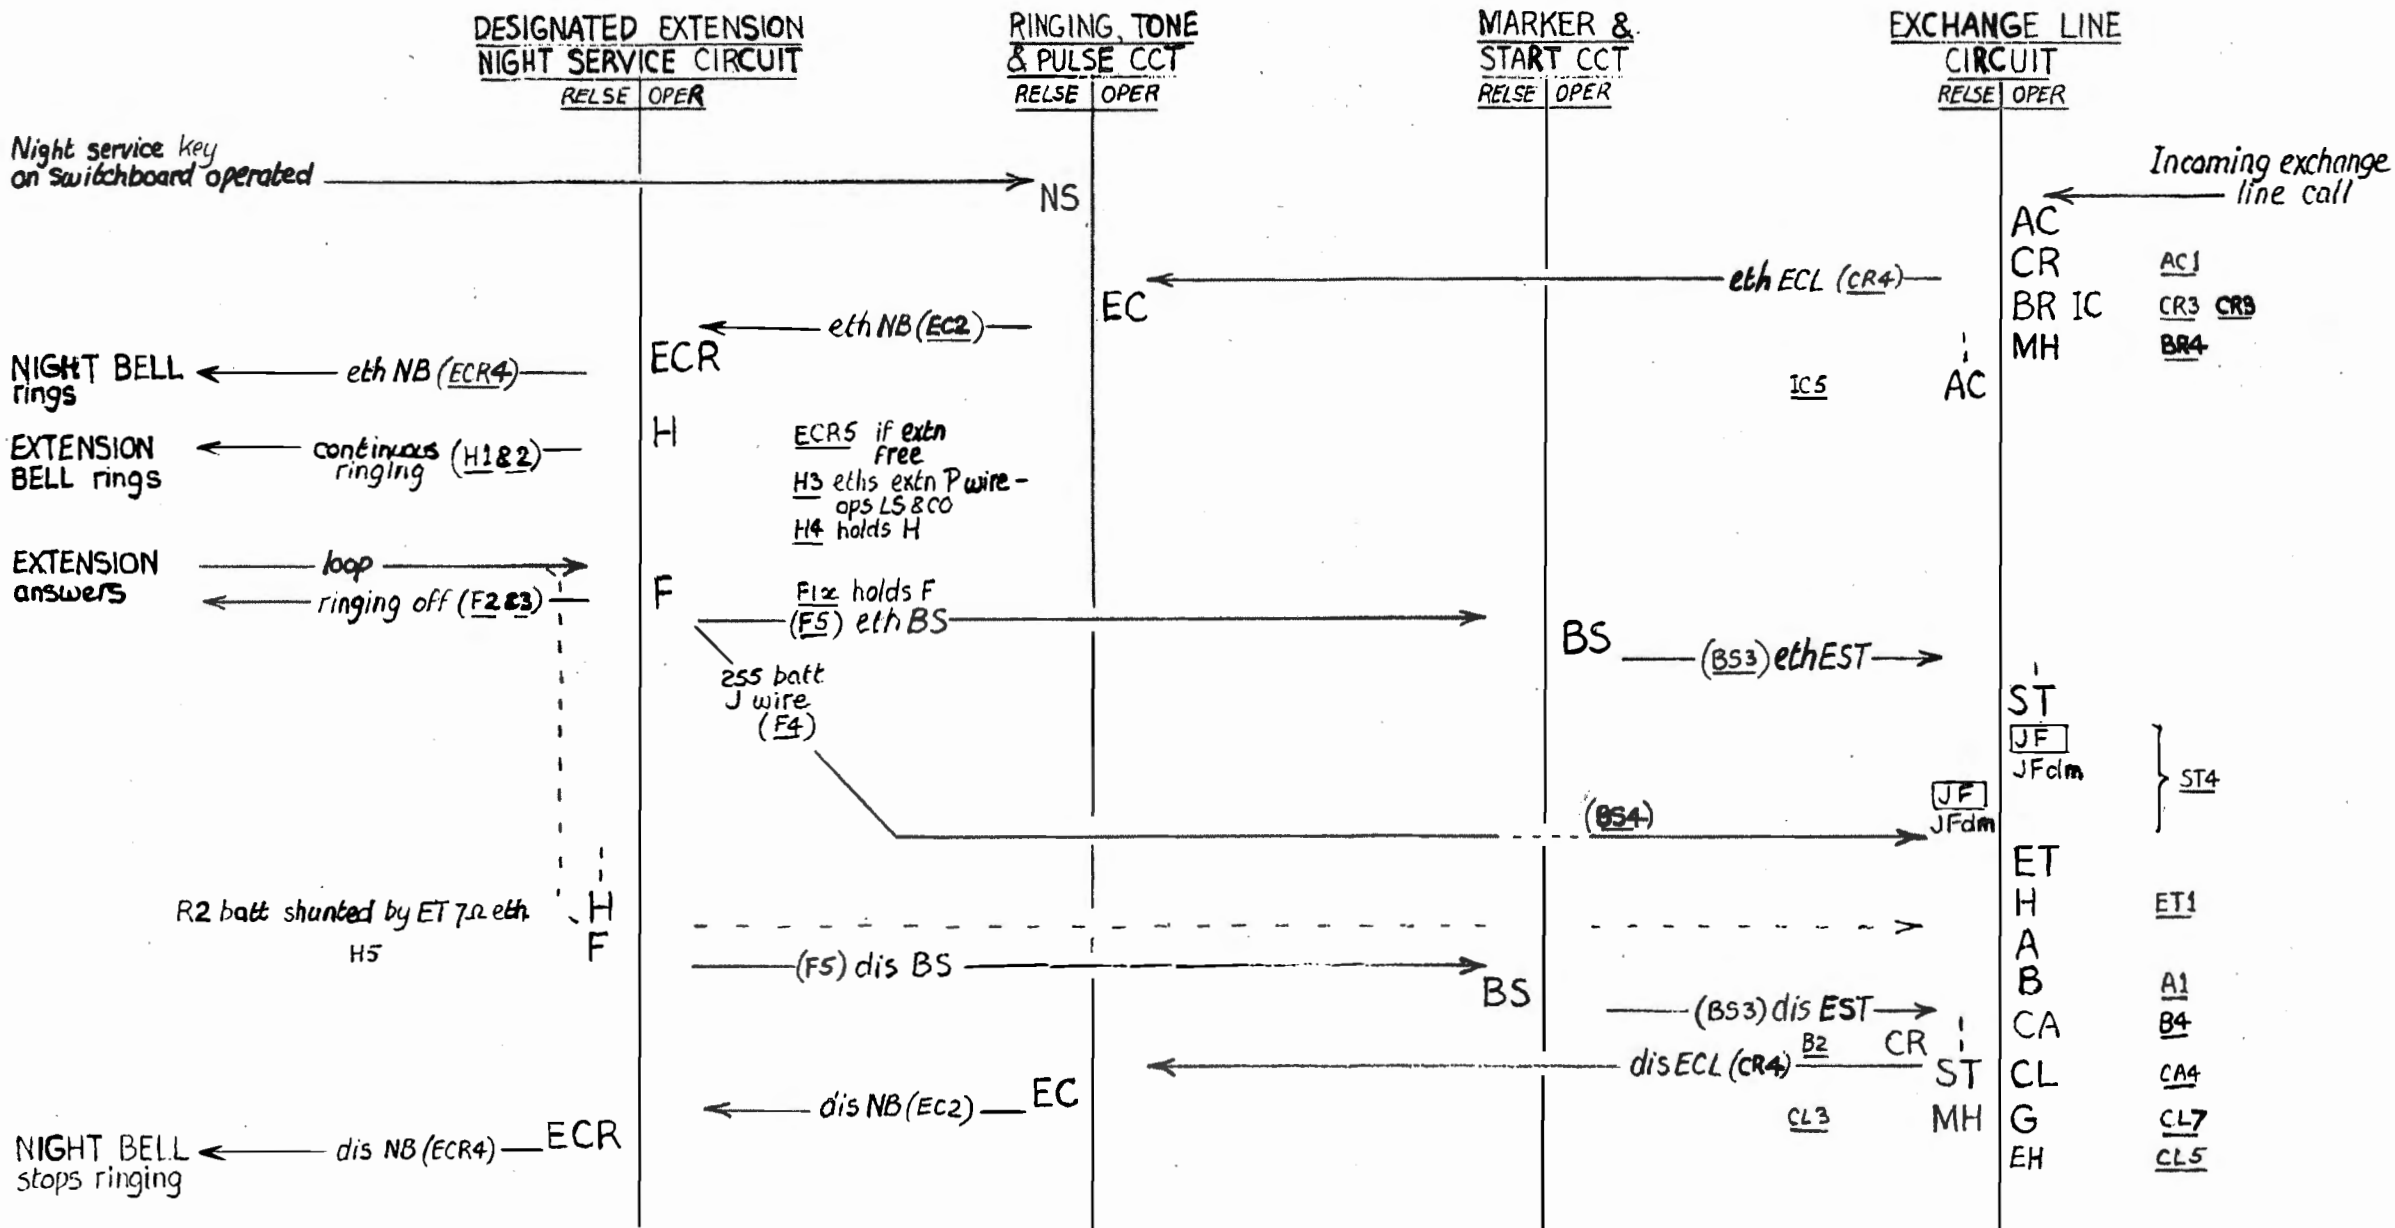 DESIGNATED EXTENSION
NIGHT SERVICE CIRCUIT
RELSE OPER
RINGING, TONE
& PULSE CCT
RELSE OPER
MARKER &
START CCT
RELSE OPER
EXCHANGE LINE
CIRCUIT
RELSE OPER
Night service key
on switchboard operated
NS
Incoming exchange
line call
AC
eth ECL (CR4)
CR AC1
EC
BR IC CR3 CR3
eth NB (EC2)
ECR
MH BR4
NIGHT BELL
rings
eth NB (ECR4)
IC5 AC
EXTENSION
BELL rings
continuous
ringing
(H1&2)
H
ECR5 if extn
free
H3 eths extn P wire -
ops LS & CO
H4 holds H
EXTENSION
answers
loop
ringing off (F2&3)
F
F1x holds F
(F5) eth BS
BS
(BS3) eth EST
255 batt
J wire
(F4)
ST
JF
JFdm
ST4
JF
JFdm
(BS4)
ET
R2 batt shunted by ET 7Ω eth
H
H ET1
H5
F
A
(F5) dis BS
BS
B A1
(BS3) dis EST
CA B4
dis ECL (CR4)
B2
CR
ST CL CA4
dis NB (EC2)
EC
CL3 MH G CL7
NIGHT BELL
stops ringing
dis NB (ECR4)
ECR
EH CL5